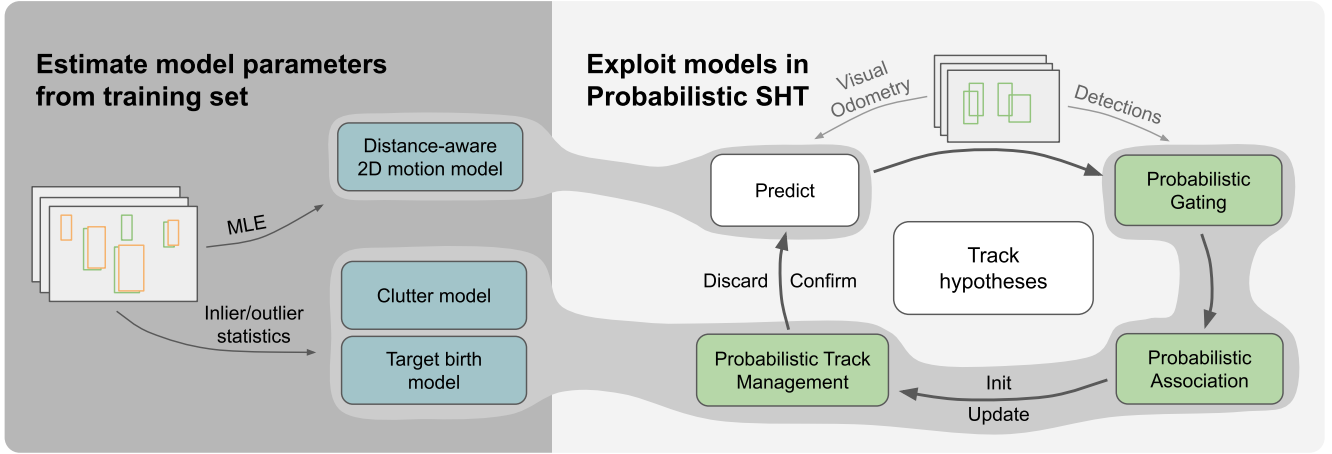 Estimate model parameters
from training set
MLE
Inlier/outlier
statistics
Distance-aware
2D motion model
Clutter model
Target birth
model
Exploit models in
Probabilistic SHT
Visual
Odometry
Detections
Predict
Probabilistic
Gating
Track
hypotheses
Discard
Confirm
Probabilistic Track
Management
Init
Update
Probabilistic
Association